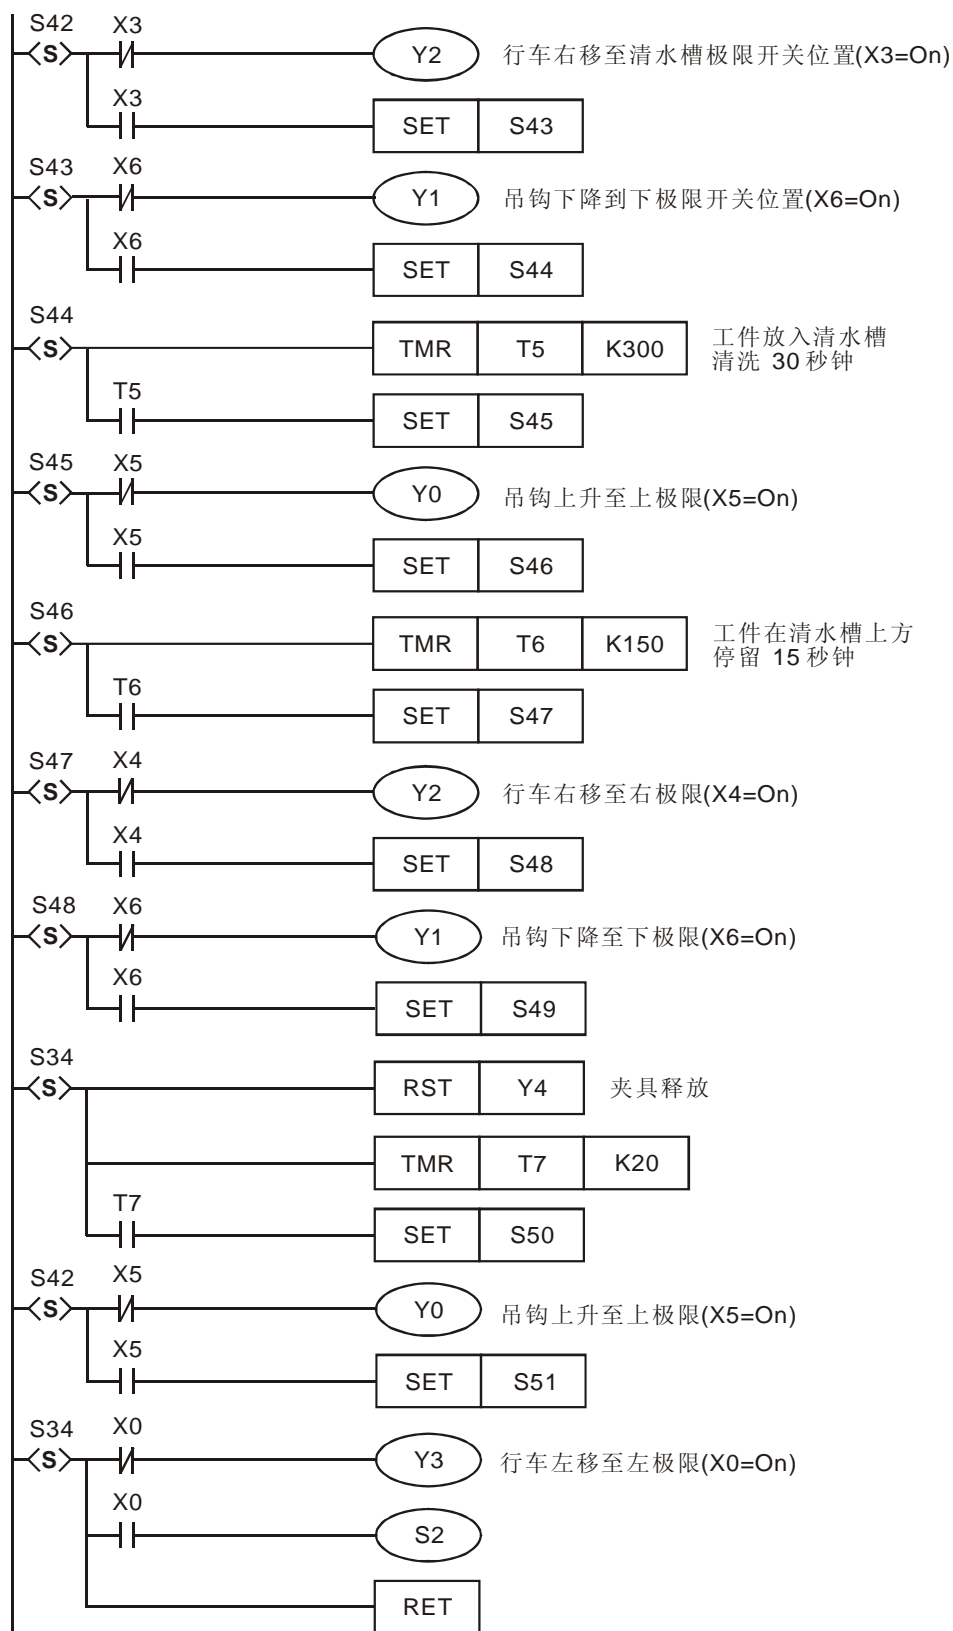 S42 X3
S Y2 行车右移至清水槽极限开关位置(X3=On)
X3
SET S43
S43 X6
S Y1 吊钩下降到下极限开关位置(X6=On)
X6
SET S44
S44
S TMR T5 K300 工件放入清水槽
清洗 30 秒钟
T5
SET S45
S45 X5
S Y0 吊钩上升至上极限(X5=On)
X5
SET S46
S46
S TMR T6 K150 工件在清水槽上方
停留 15 秒钟
T6
SET S47
S47 X4
S Y2 行车右移至右极限(X4=On)
X4
SET S48
S48 X6
S Y1 吊钩下降至下极限(X6=On)
X6
SET S49
S34
S RST Y4 夹具释放
TMR T7 K20
T7
SET S50
S42 X5
S Y0 吊钩上升至上极限(X5=On)
X5
SET S51
S34 X0
S Y3 行车左移至左极限(X0=On)
X0
S2
RET